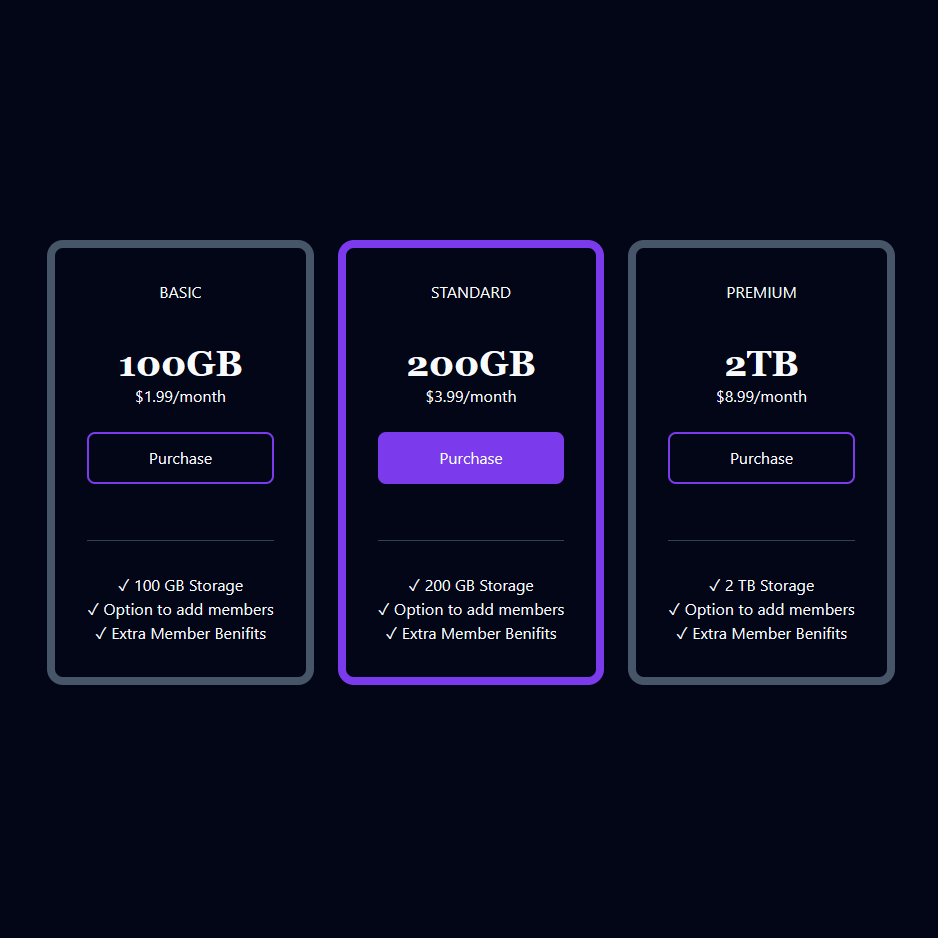 BASIC
100GB
$1.99/month
Purchase
✓ 100 GB Storage
✓ Option to add members
✓ Extra Member Benifits
STANDARD
200GB
$3.99/month
Purchase
✓ 200 GB Storage
✓ Option to add members
✓ Extra Member Benifits
PREMIUM
2TB
$8.99/month
Purchase
✓ 2 TB Storage
✓ Option to add members
✓ Extra Member Benifits